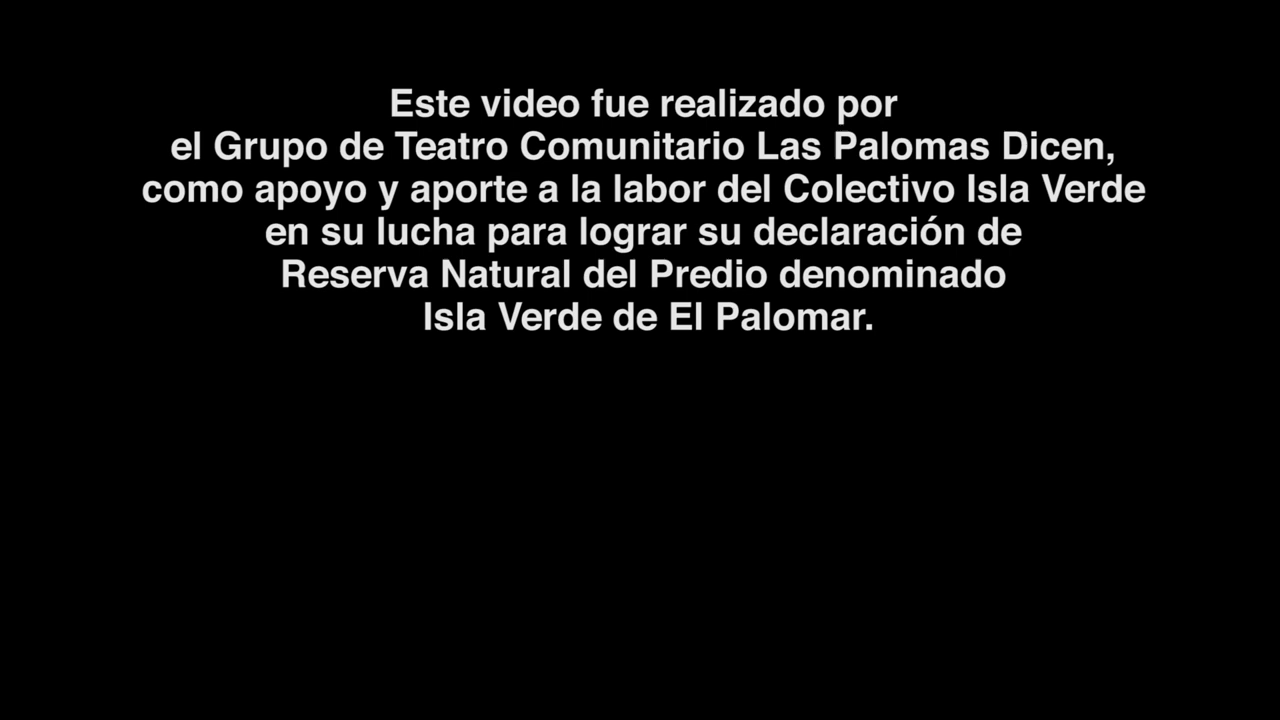 Este video fue realizado por
el Grupo de Teatro Comunitario Las Palomas Dicen,
como apoyo y aporte a la labor del Colectivo Isla Verde
en su lucha para lograr su declaración de
Reserva Natural del Predio denominado
Isla Verde de El Palomar.